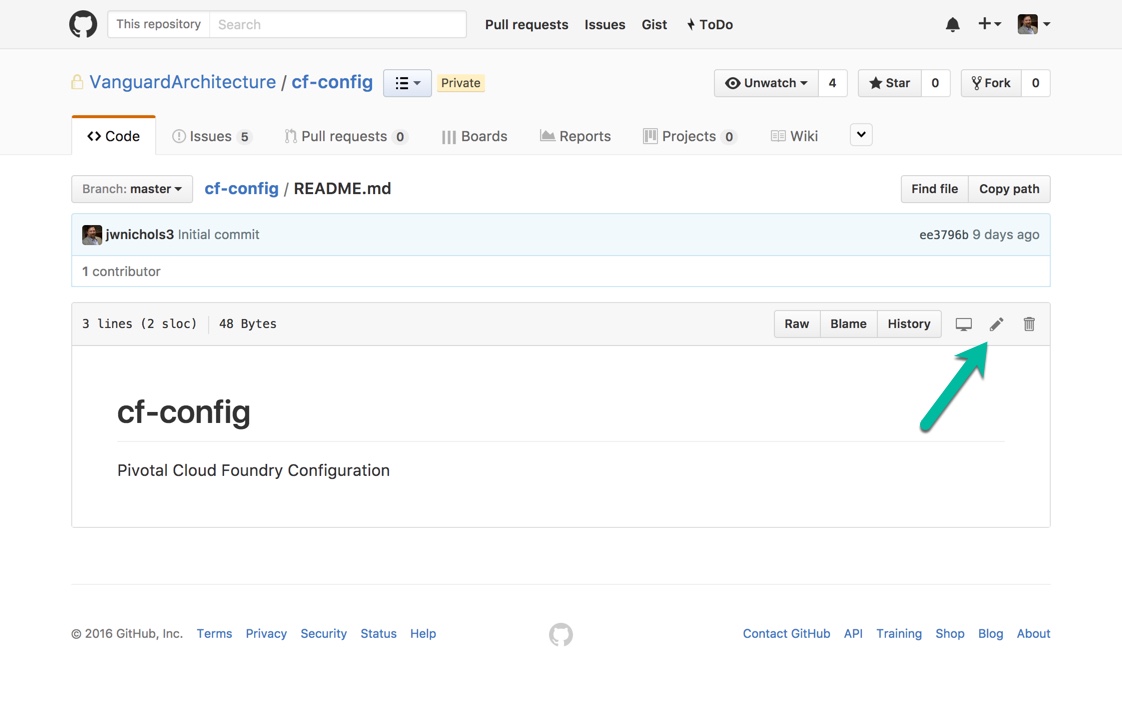 This repository Search Pull requests Issues Gist ToDo
VanguardArchitecture / cf-config Private Unwatch 4 Star 0 Fork 0
Code Issues 5 Pull requests 0 Boards Reports Projects 0 Wiki
Branch: master cf-config / README.md Find file Copy path
jwnichols3 Initial commit ee3796b 9 days ago
1 contributor
3 lines (2 sloc) 48 Bytes Raw Blame History
cf-config
Pivotal Cloud Foundry Configuration
© 2016 GitHub, Inc. Terms Privacy Security Status Help Contact GitHub API Training Shop Blog About